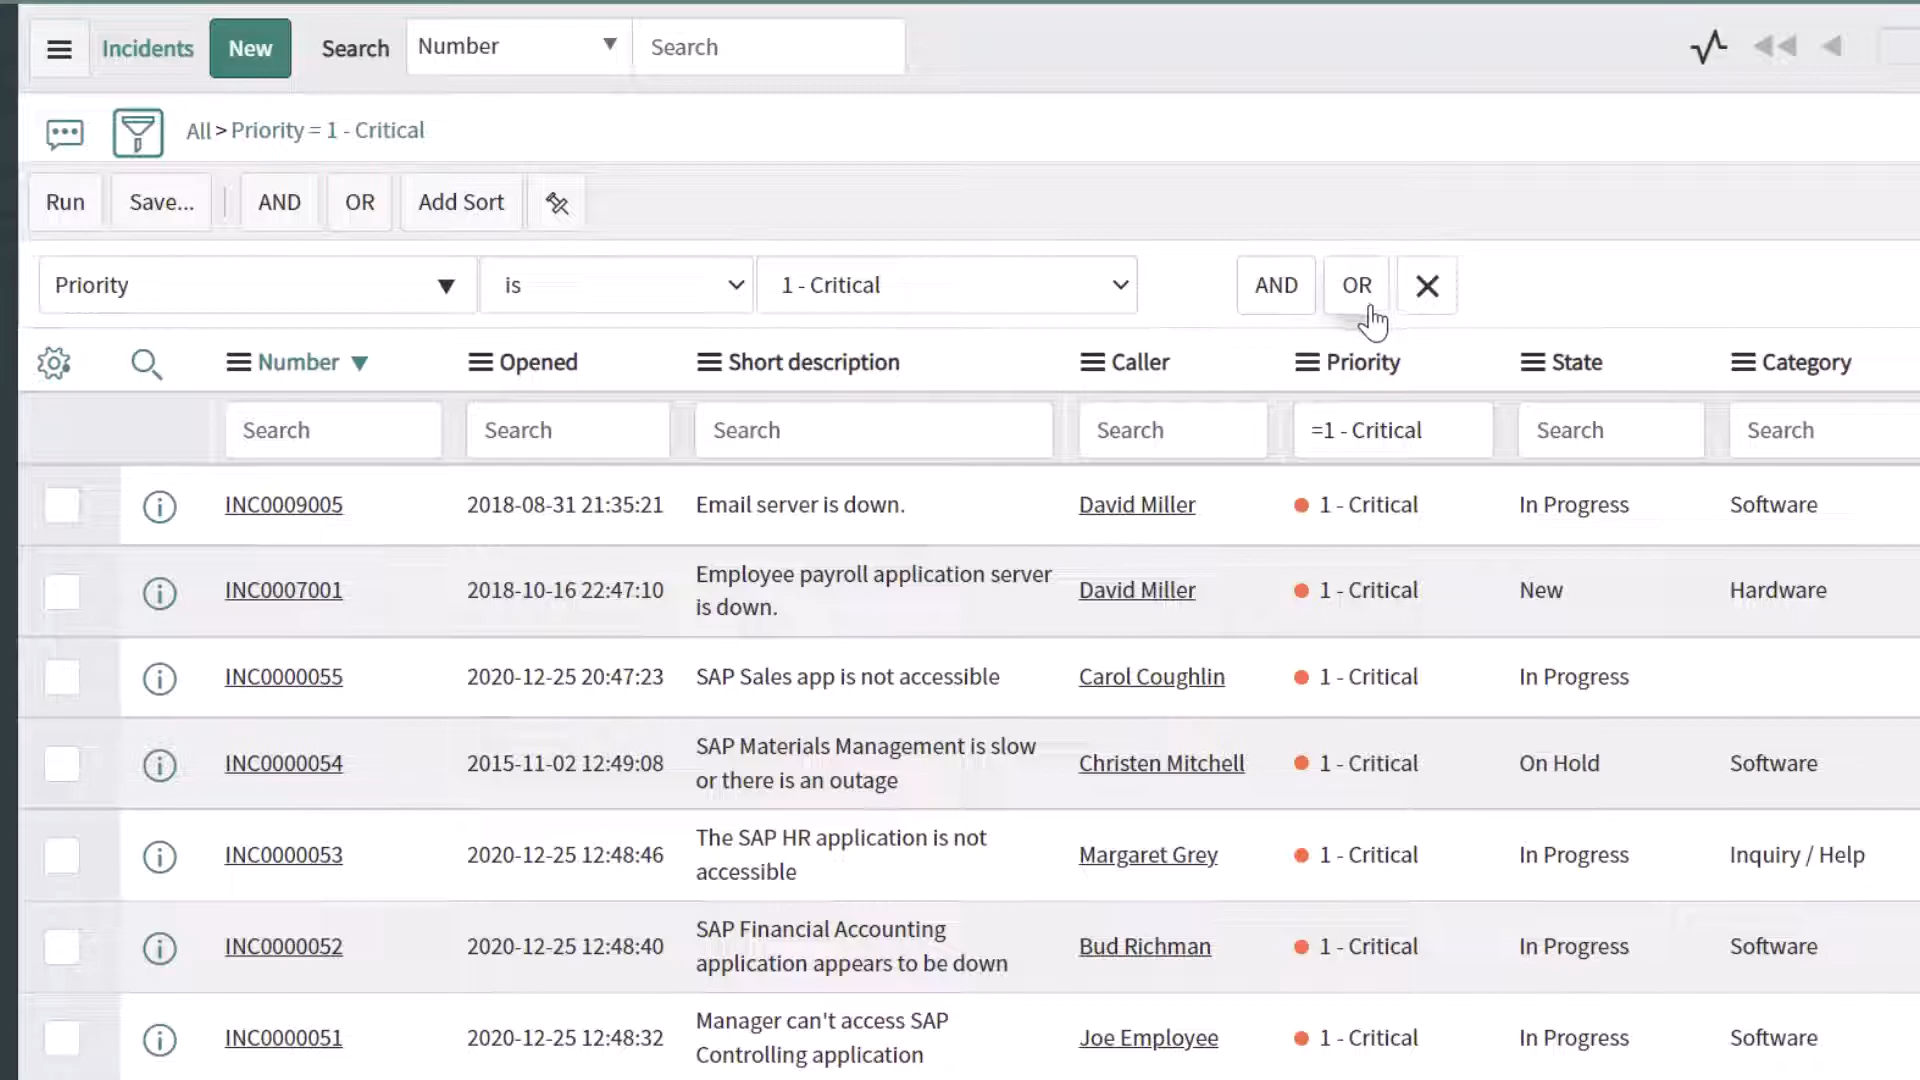 Incidents New Search Number Search
All > Priority = 1 - Critical
Run Save... AND OR Add Sort
Priority is 1 - Critical AND OR
Number Opened Short description Caller Priority State Category
Search Search Search Search =1 - Critical Search Search
INC0009005 2018-08-31 21:35:21 Email server is down. David Miller 1 - Critical In Progress Software
INC0007001 2018-10-16 22:47:10 Employee payroll application server
is down. David Miller 1 - Critical New Hardware
INC0000055 2020-12-25 20:47:23 SAP Sales app is not accessible Carol Coughlin 1 - Critical In Progress
INC0000054 2015-11-02 12:49:08 SAP Materials Management is slow
or there is an outage Christen Mitchell 1 - Critical On Hold Software
INC0000053 2020-12-25 12:48:46 The SAP HR application is not
accessible Margaret Grey 1 - Critical In Progress Inquiry / Help
INC0000052 2020-12-25 12:48:40 SAP Financial Accounting
application appears to be down Bud Richman 1 - Critical In Progress Software
INC0000051 2020-12-25 12:48:32 Manager can't access SAP
Controlling application Joe Employee 1 - Critical In Progress Software